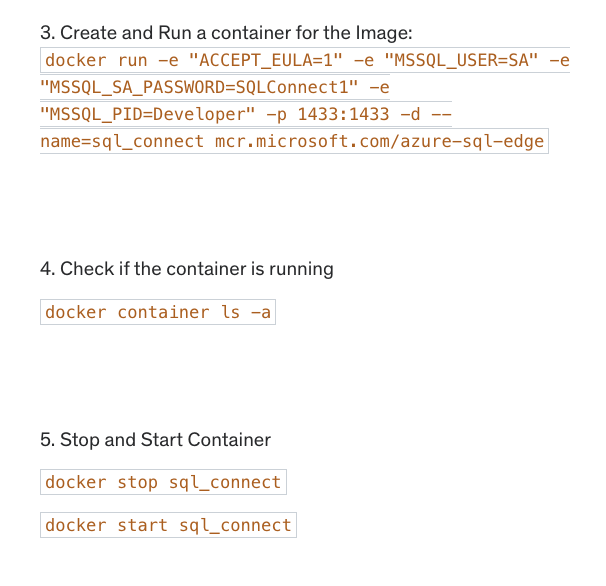 3. Create and Run a container for the Image:
docker run -e "ACCEPT_EULA=1" -e "MSSQL_USER=SA" -e
"MSSQL_SA_PASSWORD=SQLConnect1" -e
"MSSQL_PID=Developer" -p 1433:1433 -d --
name=sql_connect mcr.microsoft.com/azure-sql-edge
4. Check if the container is running
docker container ls -a
5. Stop and Start Container
docker stop sql_connect
docker start sql_connect